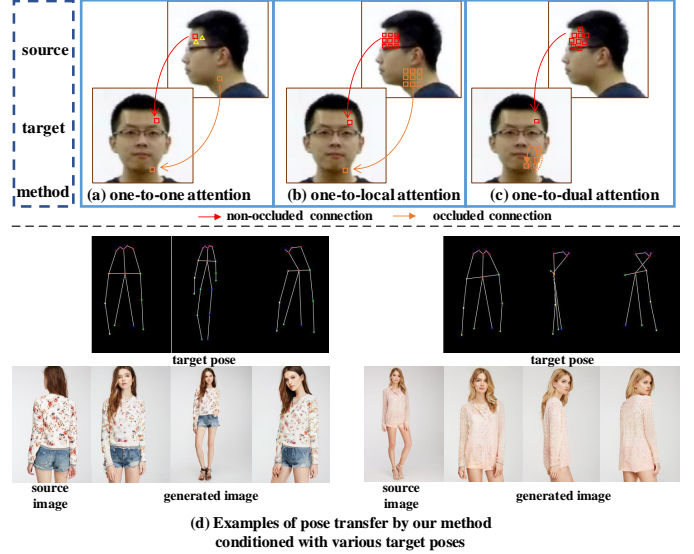 source
target
method
(a) one-to-one attention
(b) one-to-local attention
(c) one-to-dual attention
non-occluded connection
occluded connection
target pose
target pose
source
image
generated image
source
image
generated image
(d) Examples of pose transfer by our method
conditioned with various target poses